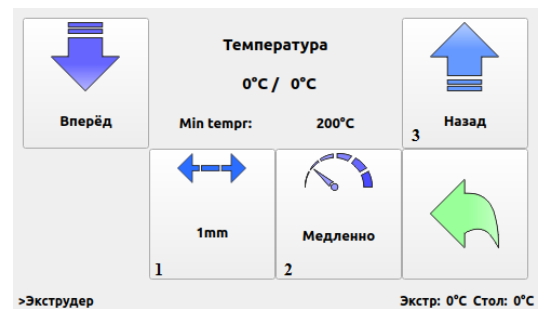 Температура
0°C / 0°C
Вперёд
Min tempr: 200°C
Назад
3
1mm
Медленно
1
2
>Экструдер
Экстр: 0°C Стол: 0°C